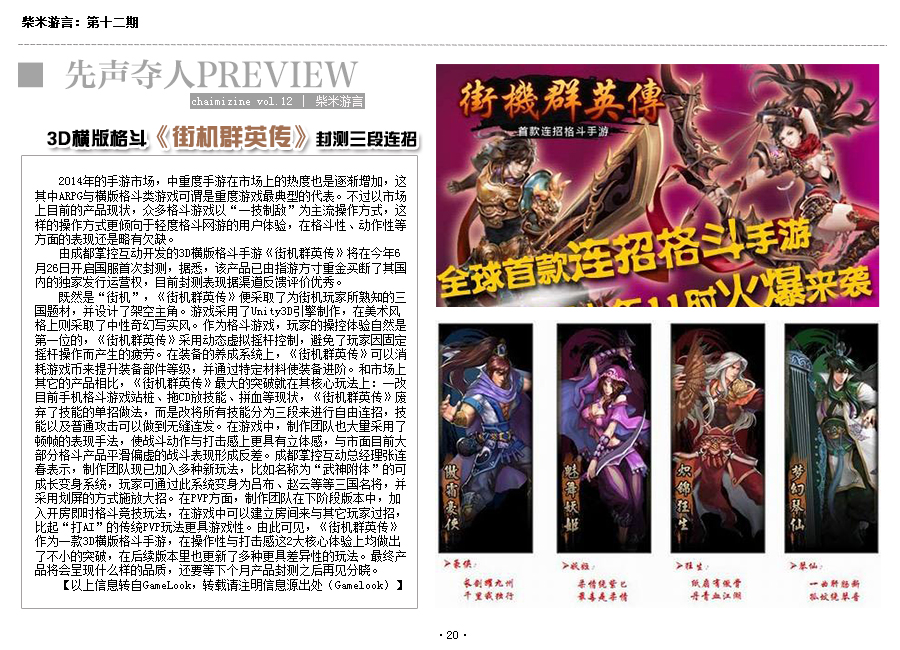 柴米游言：第十二期
先声夺人PREVIEW
chaimizine vol.12 | 柴米游言
3D横版格斗《街机群英传》封测三段连招
2014年的手游市场，中重度手游在市场上的热度也是逐渐增加，这
其中ARPG与横版格斗类游戏可谓是重度游戏最典型的代表。不过以市场
上目前的产品现状，众多格斗游戏以“一技制敌”为主流操作方式，这
样的操作方式更倾向于轻度格斗网游的用户体验，在格斗性、动作性等
方面的表现还是略有欠缺。
由成都掌控互动开发的3D横版格斗手游《街机群英传》将在今年6
月26日开启国服首次封测，据悉，该产品已由指游方寸重金买断了其国
内的独家发行运营权，目前封测表现据渠道反馈评价优秀。
既然是“街机”，《街机群英传》便采取了为街机玩家所熟知的三
国题材，并设计了架空主角。游戏采用了Unity3D引擎制作，在美术风
格上则采取了中性奇幻写实风。作为格斗游戏，玩家的操控体验自然是
第一位的，《街机群英传》采用动态虚拟摇杆控制，避免了玩家因固定
摇杆操作而产生的疲劳。在装备的养成系统上，《街机群英传》可以消
耗游戏币来提升装备部件等级，并通过特定材料使装备进阶。和市场上
其它的产品相比，《街机群英传》最大的突破就在其核心玩法上：一改
目前手机格斗游戏站桩、拖CD放技能、拼血等现状，《街机群英传》废
弃了技能的单招做法，而是改将所有技能分为三段来进行自由连招，技
能以及普通攻击可以做到无缝连发。在游戏中，制作团队也大量采用了
顿帧的表现手法，使战斗动作与打击感上更具有立体感，与市面目前大
部分格斗产品平滑偏虚的战斗表现形成反差。成都掌控互动总经理张连
春表示，制作团队现已加入多种新玩法，比如名称为“武神附体”的可
成长变身系统，玩家可通过此系统变身为吕布、赵云等等三国名将，并
采用划屏的方式施放大招。在PVP方面，制作团队在下阶段版本中，加
入开房即时格斗竞技玩法，在游戏中可以建立房间来与其它玩家过招，
比起“打AI”的传统PVP玩法更具游戏性。由此可见，《街机群英传》
作为一款3D横版格斗手游，在操作性与打击感这2大核心体验上均做出
了不小的突破，在后续版本里也更新了多种更具差异性的玩法。最终产
品将会呈现什么样的品质，还要等下个月产品封测之后再见分晓。
【以上信息转自GameLook，转载请注明信息源出处（Gamelook）】
街機群英傳
首款连招格斗手游
全球首款连招格斗手游
11时火爆来袭
傲霜豪侠
魅舞妖姬
如锦狂生
梦幻琴仙
豪侠：
长剑耀九州
千里我独行
妖姬：
柔情绕紫匕
最毒是柔情
狂生：
纸扇有傲骨
丹青血江湖
琴仙：
一曲肝肠断
孤蛟绕琴音
·20·